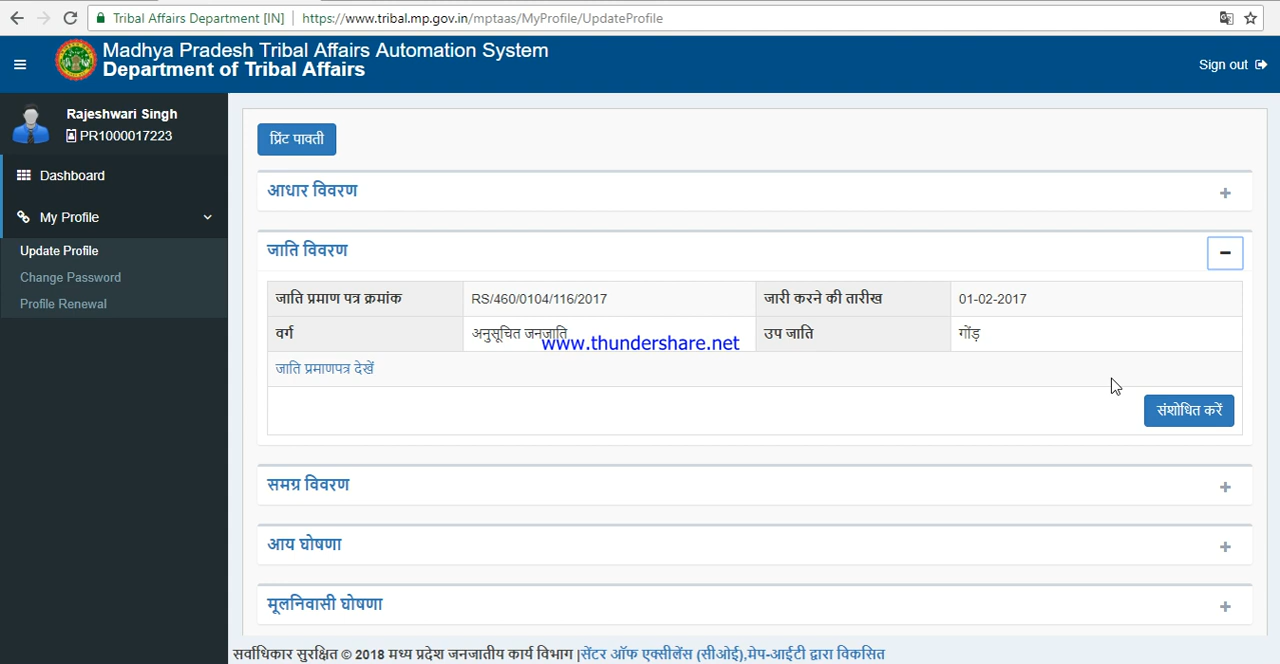 Tribal Affairs Department [IN] | https://www.tribal.mp.gov.in/mptaas/MyProfile/UpdateProfile
Madhya Pradesh Tribal Affairs Automation System
Department of Tribal Affairs
Sign out
Rajeshwari Singh
PR1000017223
Dashboard
My Profile
Update Profile
Change Password
Profile Renewal
प्रिंट पावती
आधार विवरण
जाति विवरण
जाति प्रमाण पत्र क्रमांक RS/460/0104/116/2017 जारी करने की तारीख 01-02-2017
वर्ग अनुसूचित जनजाति उप जाति गोंड़
www.thundershare.net
जाति प्रमाणपत्र देखें
संशोधित करें
समग्र विवरण
आय घोषणा
मूलनिवासी घोषणा
सर्वाधिकार सुरक्षित © 2018 मध्य प्रदेश जनजातीय कार्य विभाग |सेंटर ऑफ़ एक्सीलेंस (सीओई),मेप-आईटी द्वारा विकसित